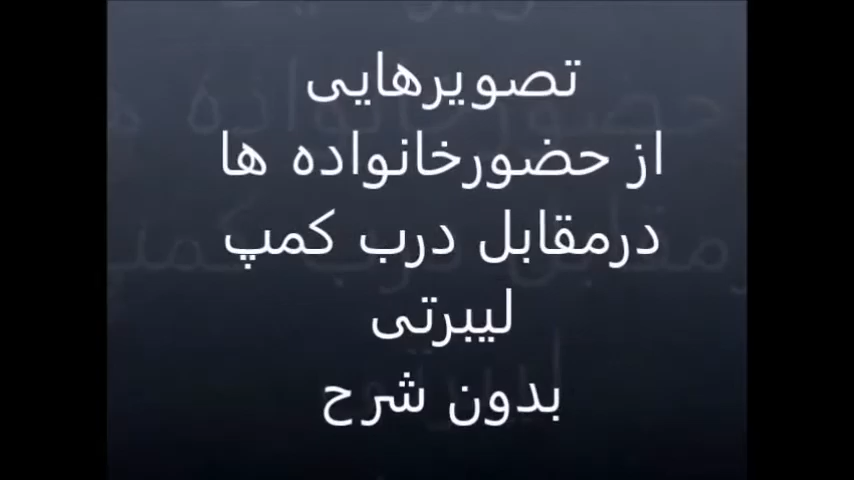 تصویرهایی
از حضورخانواده ها
درمقابل درب کمپ
لیبرتی
بدون شرح